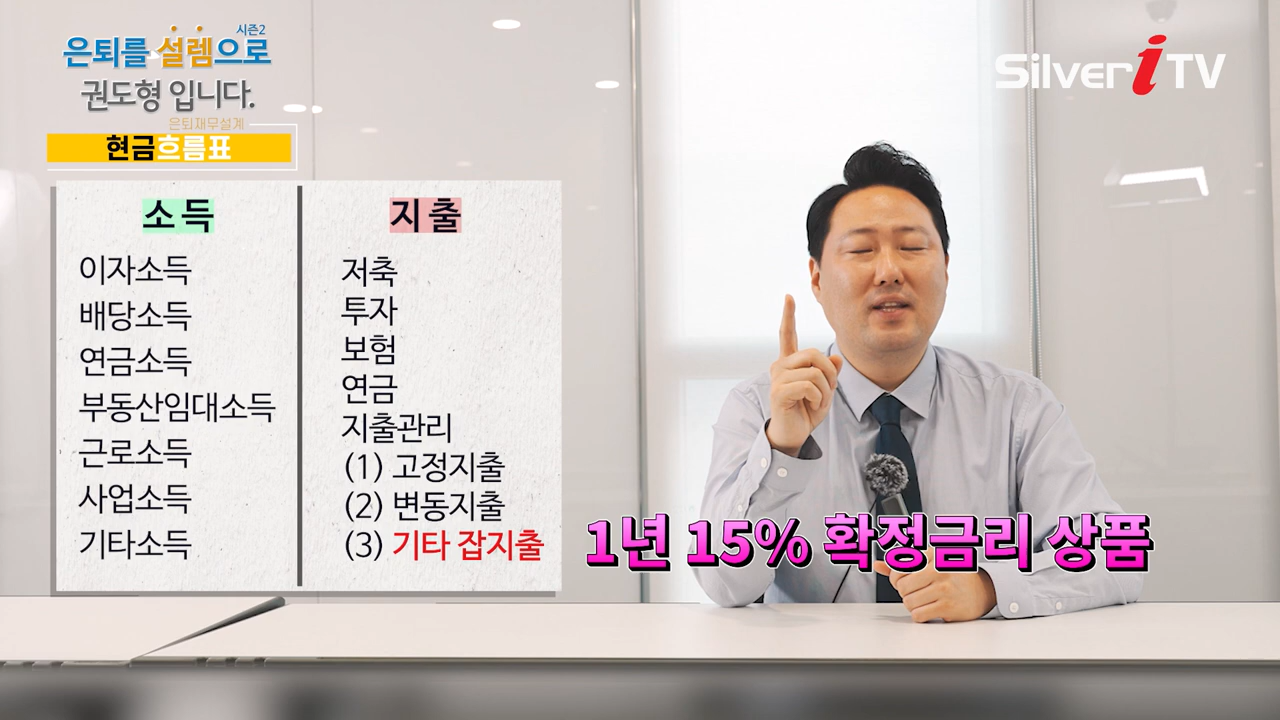 시즌2
은퇴를 설렘으로
권도형 입니다.
은퇴재무설계
현금흐름표
Silver i TV
소득
이자소득
배당소득
연금소득
부동산임대소득
근로소득
사업소득
기타소득
지출
저축
투자
보험
연금
지출관리
(1) 고정지출
(2) 변동지출
(3) 기타 잡지출
1년 15% 확정금리 상품